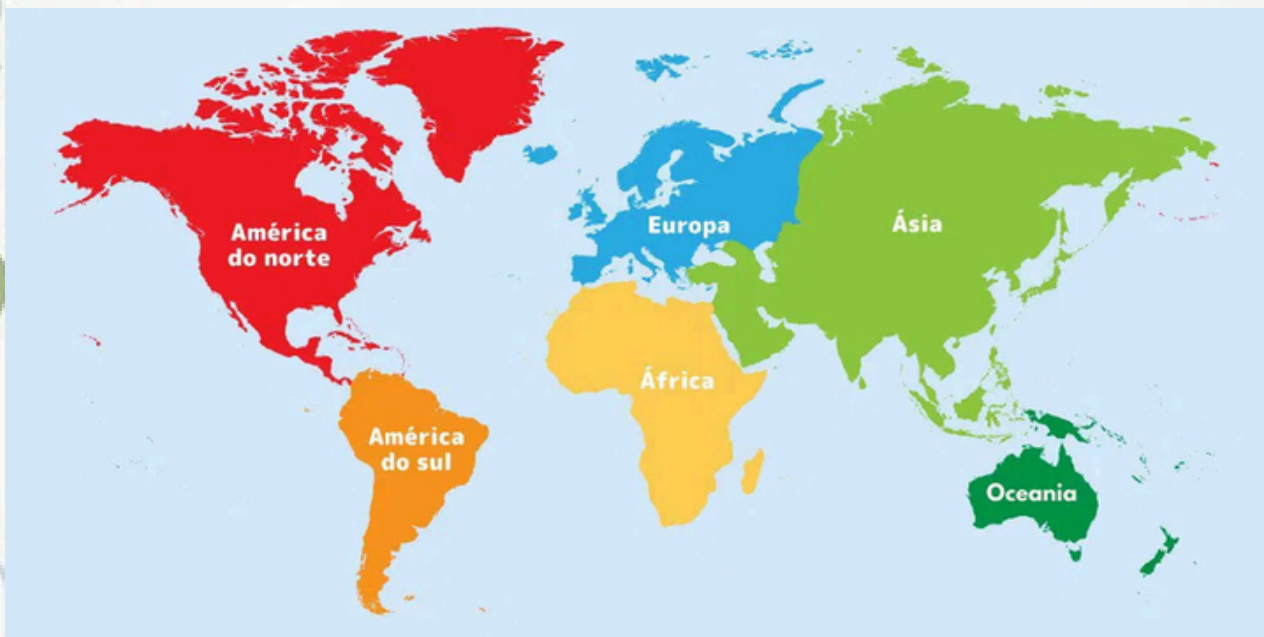 América
do norte
Europa
Ásia
África
América
do sul
Oceania